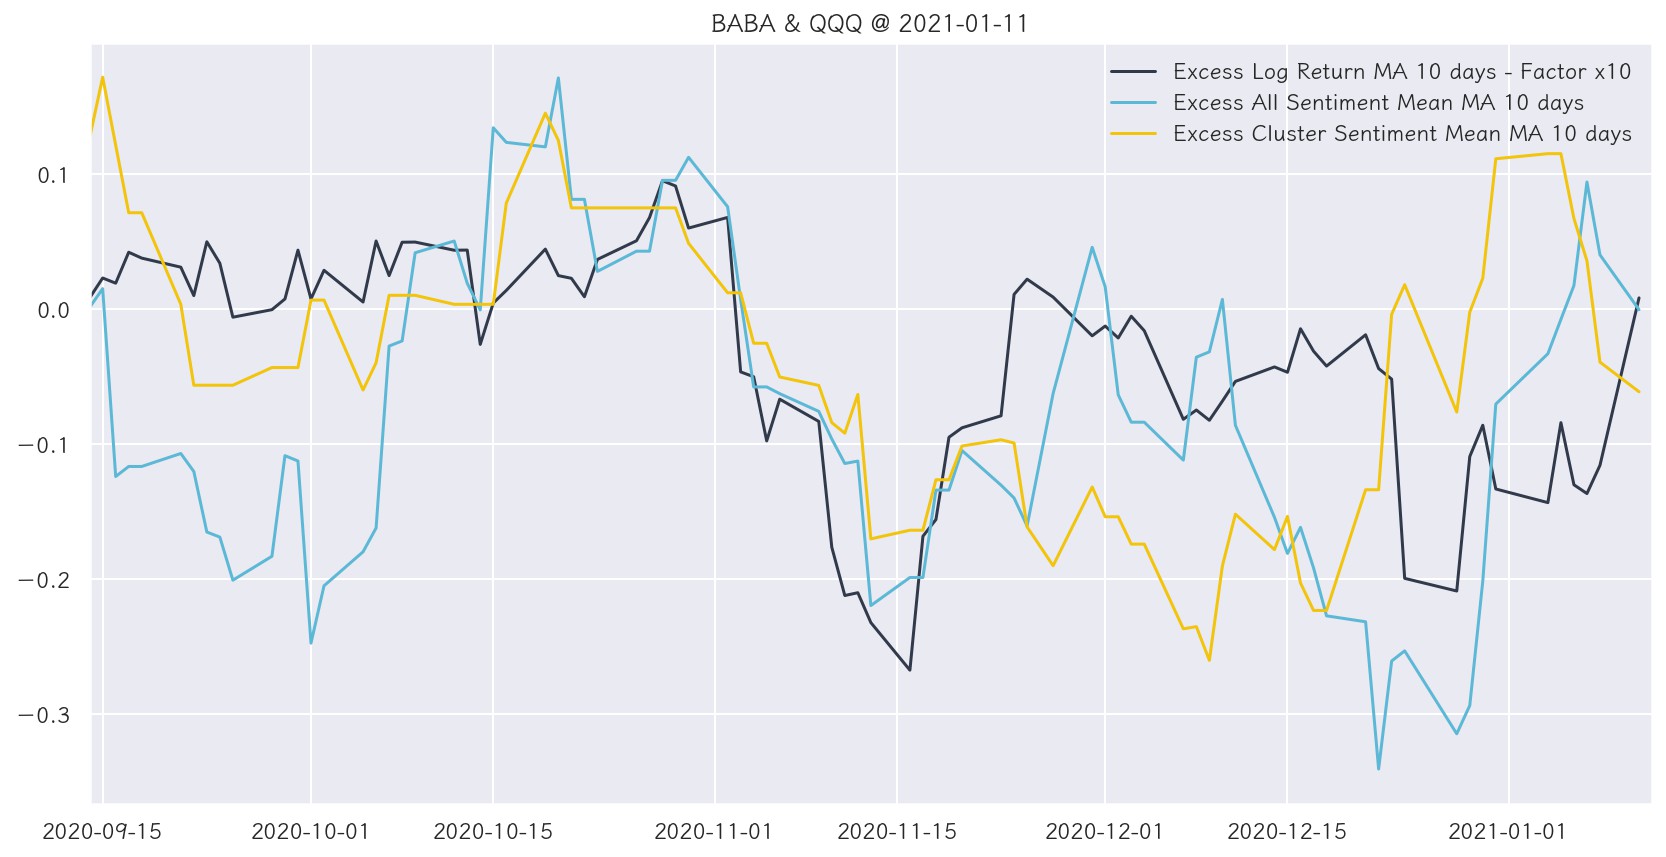 BABA & QQQ @ 2021-01-11
Excess Log Return MA 10 days - Factor x10
Excess All Sentiment Mean MA 10 days
Excess Cluster Sentiment Mean MA 10 days
0.1
0.0
−0.1
−0.2
−0.3
2020-09-15 2020-10-01 2020-10-15 2020-11-01 2020-11-15 2020-12-01 2020-12-15 2021-01-01